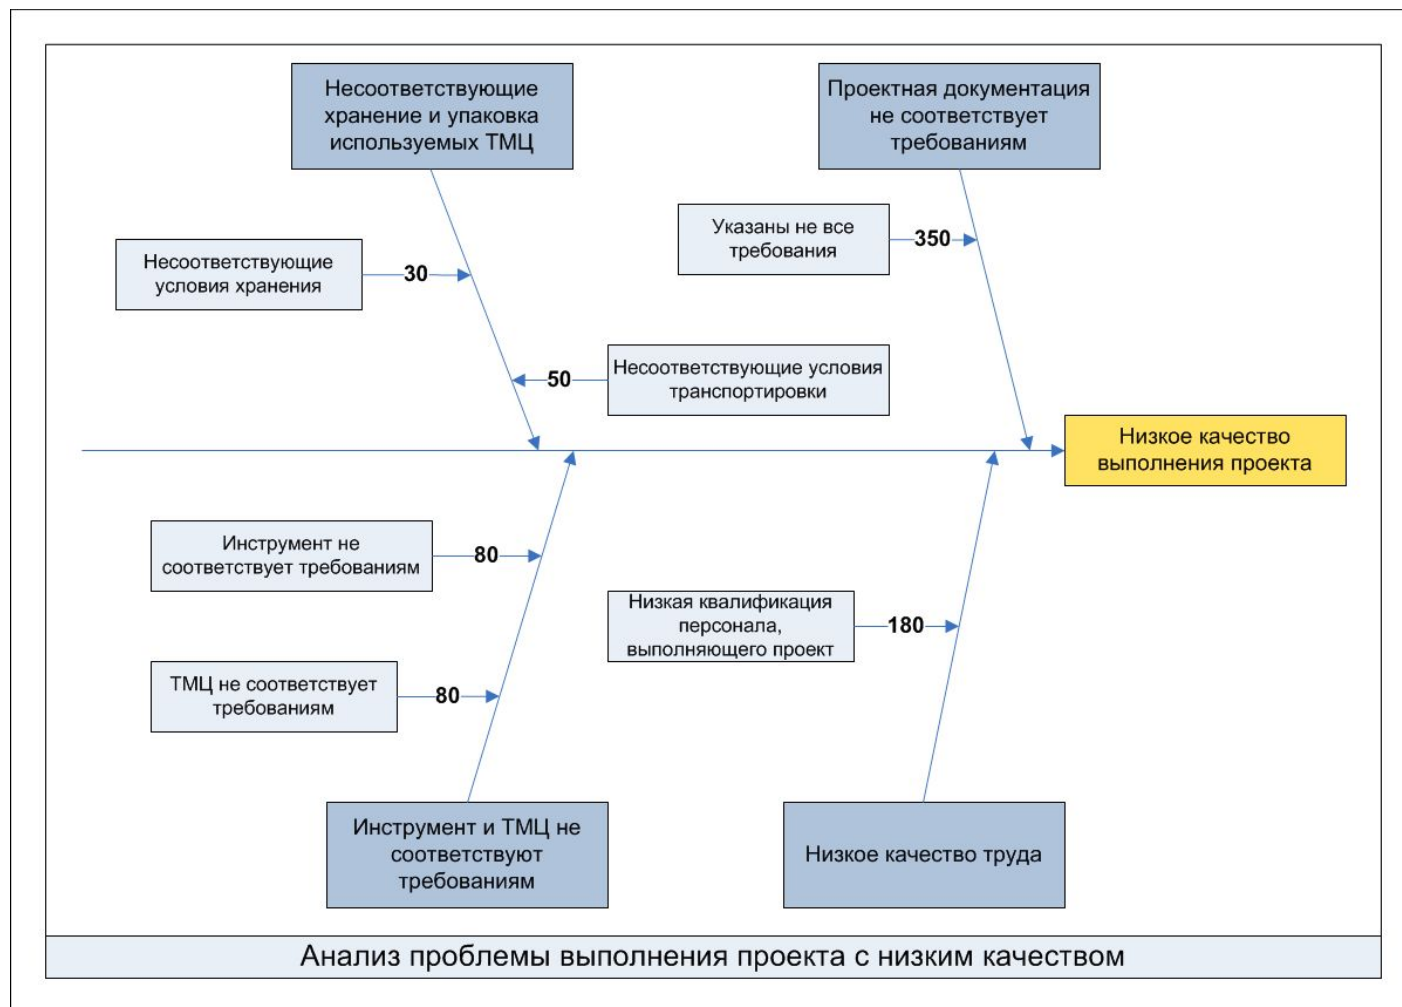 Несоответствующие
хранение и упаковка
используемых ТМЦ
Проектная документация
не соответствует
требованиям
Указаны не все
требования
350
Несоответствующие
условия хранения
30
50
Несоответствующие условия
транспортировки
Низкое качество
выполнения проекта
Инструмент не
соответствует требованиям
80
Низкая квалификация
персонала,
выполняющего проект
180
ТМЦ не соответствует
требованиям
80
Инструмент и ТМЦ не
соответствуют
требованиям
Низкое качество труда
Анализ проблемы выполнения проекта с низким качеством